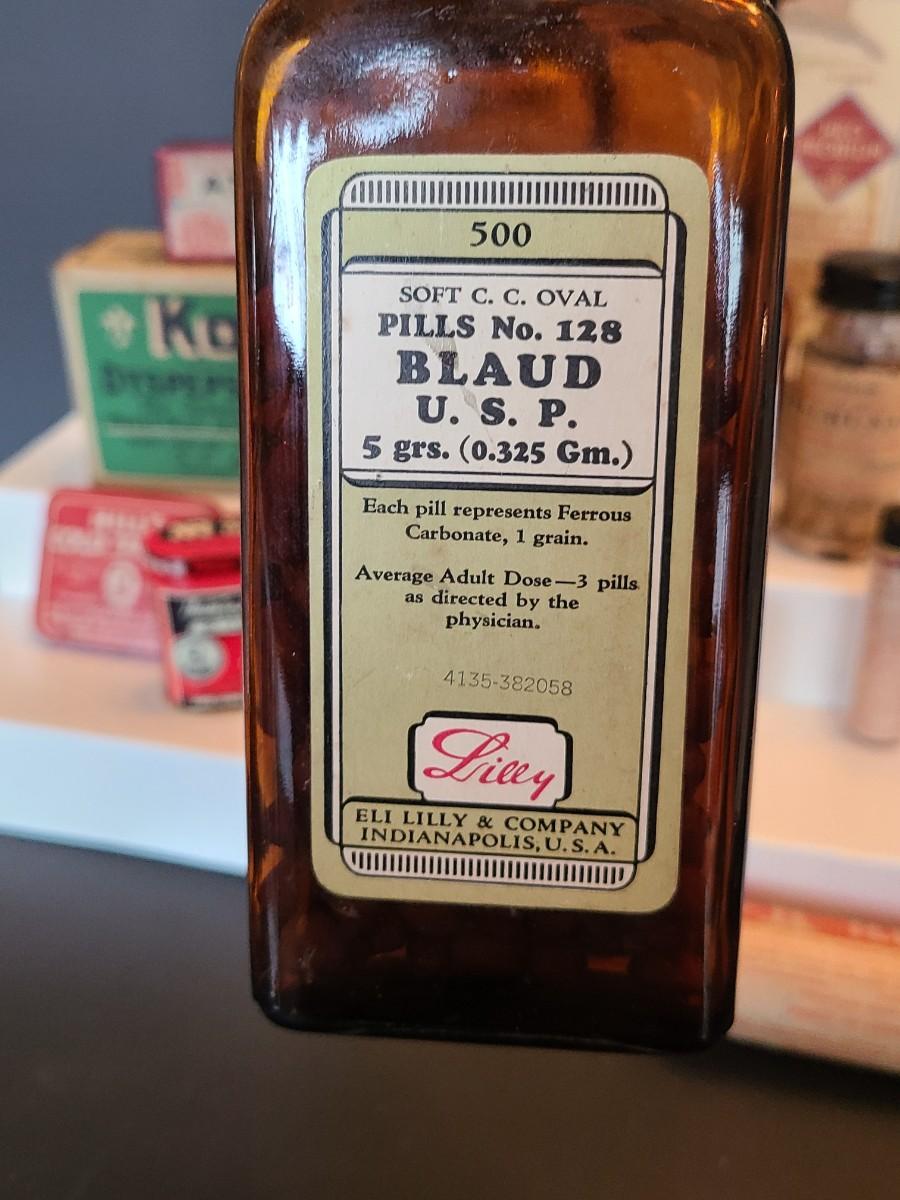 500
SOFT C. C. OVAL
PILLS No. 128
BLAUD
U. S. P.
5 grs. (0.325 Gm.)
Each pill represents Ferrous
Carbonate, 1 grain.
Average Adult Dose—3 pills
as directed by the
physician.
4135-382058
Lilly
ELI LILLY & COMPANY
INDIANAPOLIS, U. S. A.